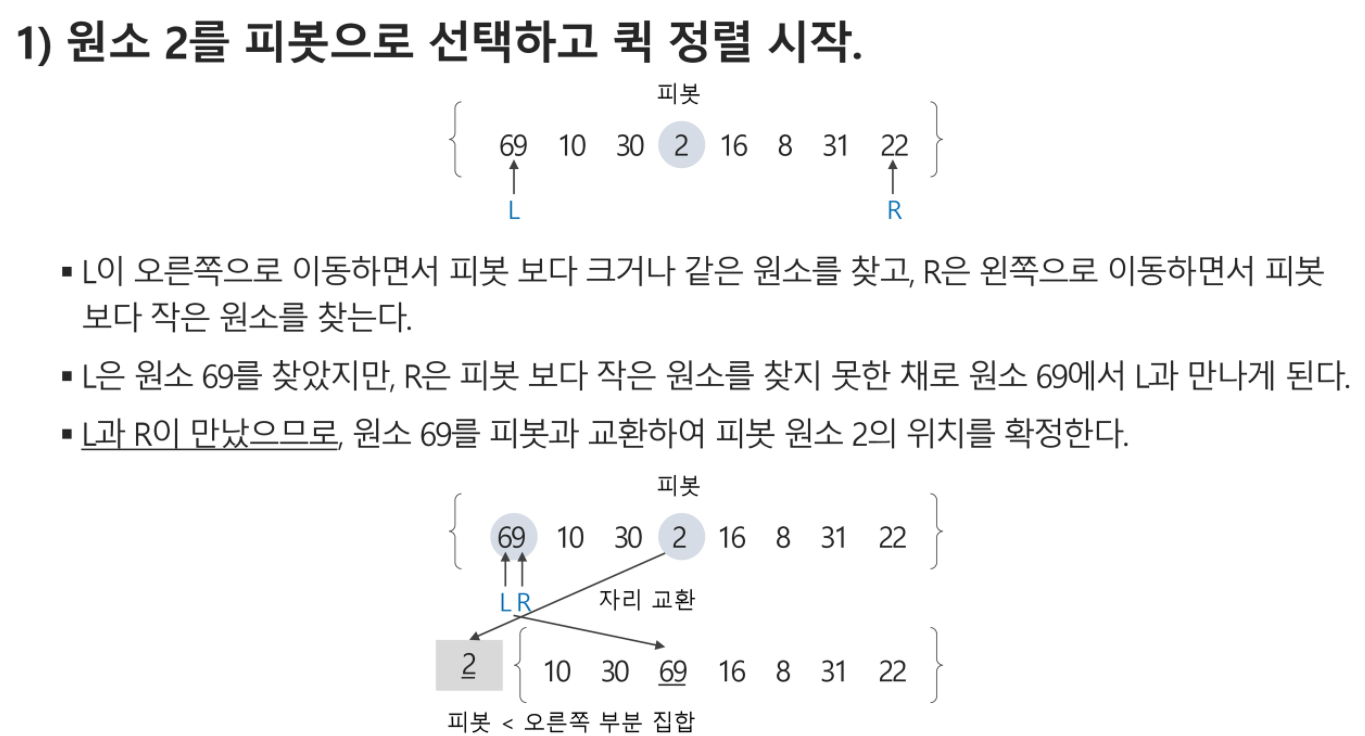 1) 원소 2를 피봇으로 선택하고 퀵 정렬 시작.
피봇
{ 69 10 30 2 16 8 31 22 }
L R
▪ L이 오른쪽으로 이동하면서 피봇 보다 크거나 같은 원소를 찾고, R은 왼쪽으로 이동하면서 피봇
보다 작은 원소를 찾는다.
▪ L은 원소 69를 찾았지만, R은 피봇 보다 작은 원소를 찾지 못한 채로 원소 69에서 L과 만나게 된다.
▪ L과 R이 만났으므로, 원소 69를 피봇과 교환하여 피봇 원소 2의 위치를 확정한다.
피봇
{ 69 10 30 2 16 8 31 22 }
L R 자리 교환
2 { 10 30 69 16 8 31 22 }
피봇 < 오른쪽 부분 집합